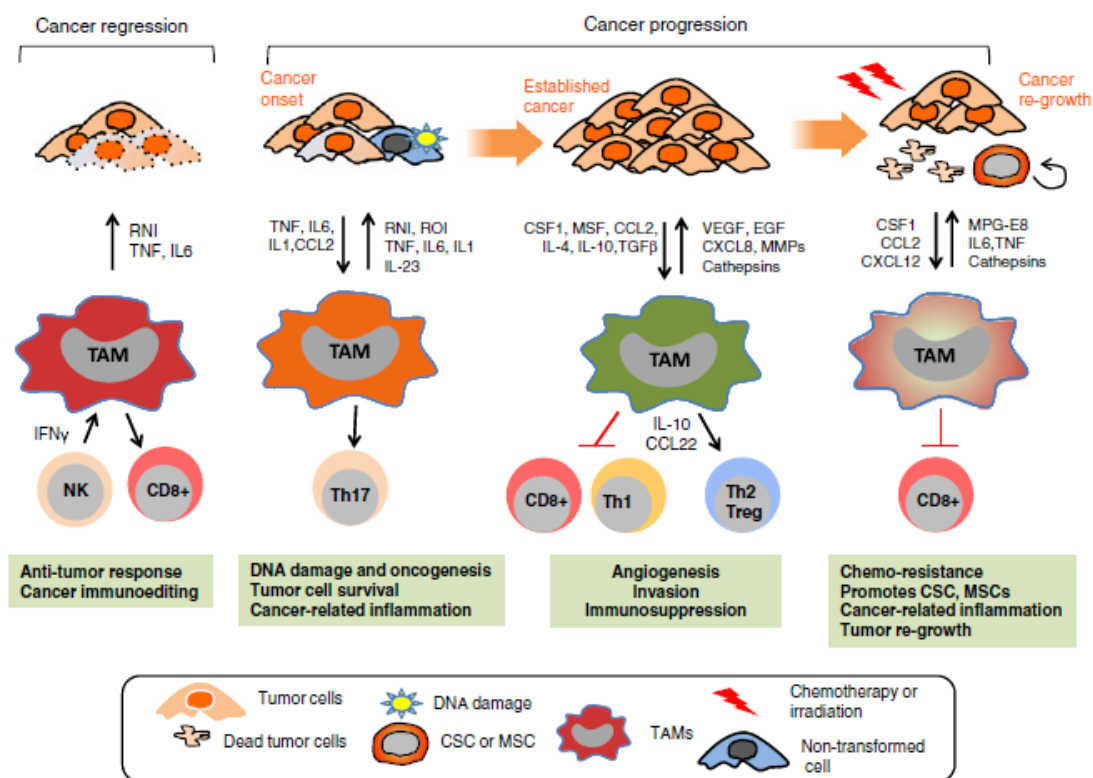 Cancer regression
Cancer progression
Cancer
onset
Established
cancer
Cancer
re-growth
RNI
TNF, IL6
TNF, IL6,
IL1,CCL2
RNI, ROI
TNF, IL6, IL1
IL-23
CSF1, MSF, CCL2,
IL-4, IL-10,TGFβ
VEGF, EGF
CXCL8, MMPs
Cathepsins
CSF1
CCL2
CXCL12
MPG-E8
IL6,TNF
Cathepsins
TAM
TAM
TAM
TAM
IFNγ
IL-10
CCL22
NK
CD8+
Th17
CD8+
Th1
Th2
Treg
CD8+
Anti-tumor response
Cancer immunoediting
DNA damage and oncogenesis
Tumor cell survival
Cancer-related inflammation
Angiogenesis
Invasion
Immunosuppression
Chemo-resistance
Promotes CSC, MSCs
Cancer-related inflammation
Tumor re-growth
Tumor cells
Dead tumor cells
DNA damage
CSC or MSC
TAMs
Chemotherapy or
irradiation
Non-transformed
cell